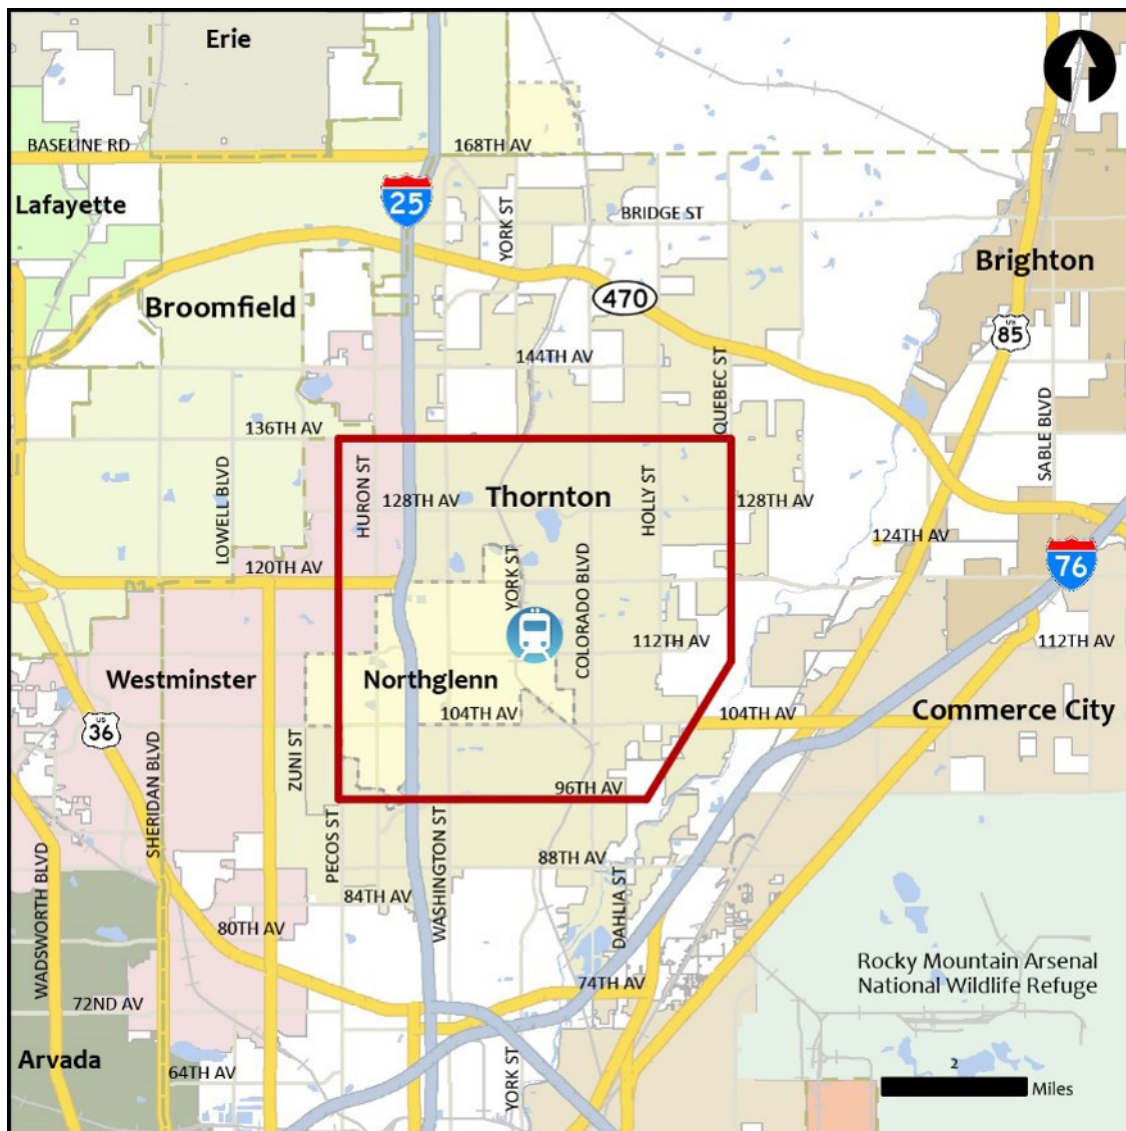 Erie
BASELINE RD
168TH AV
Lafayette
25
YORK ST
BRIDGE ST
Brighton
Broomfield
470
US
85
144TH AV
QUEBEC ST
SABLE BLVD
136TH AV
LOWELL BLVD
HURON ST
128TH AV
Thornton
HOLLY ST
128TH AV
124TH AV
120TH AV
YORK ST
COLORADO BLVD
76
112TH AV
112TH AV
Westminster
Northglenn
104TH AV
104TH AV
Commerce City
US
36
ZUNI ST
SHERIDAN BLVD
96TH AV
PECOS ST
WASHINGTON ST
WADSWORTH BLVD
88TH AV
84TH AV
DAHLIA ST
80TH AV
74TH AV
Rocky Mountain Arsenal
National Wildlife Refuge
72ND AV
Arvada
64TH AV
YORK ST
2
Miles